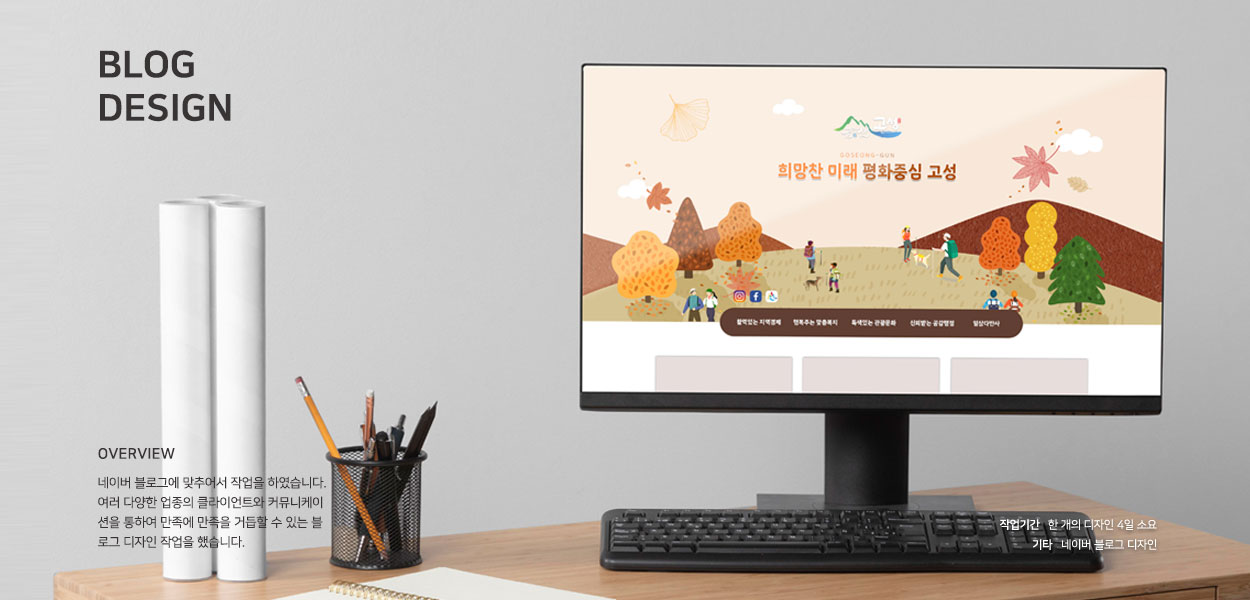 BLOG
DESIGN
고성
GOSEONG-GUN
희망찬 미래 평화중심 고성
활력있는 지역경제 행복주는 맞춤복지 특색있는 관광문화 신뢰받는 공감행정 일상다반사
OVERVIEW
네이버 블로그에 맞추어서 작업을 하였습니다.
여러 다양한 업종의 클라이언트와 커뮤니케이
션을 통하여 만족에 만족을 거듭할 수 있는 블
로그 디자인 작업을 했습니다.
작업기간 한 개의 디자인 4일 소요
기타 네이버 블로그 디자인